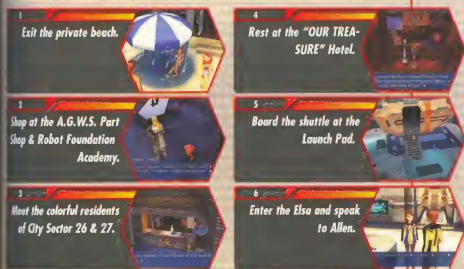 1
Exit the private beach.
2
Shop at the A.G.W.S. Part
Shop & Robot Foundation
Academy.
3
Meet the colorful residents
of City Sector 26 & 27.
4
Rest at the "OUR TREA-
SURE" Hotel.
5
Board the shuttle at the
Launch Pad.
6
Enter the Elsa and speak
to Allen.